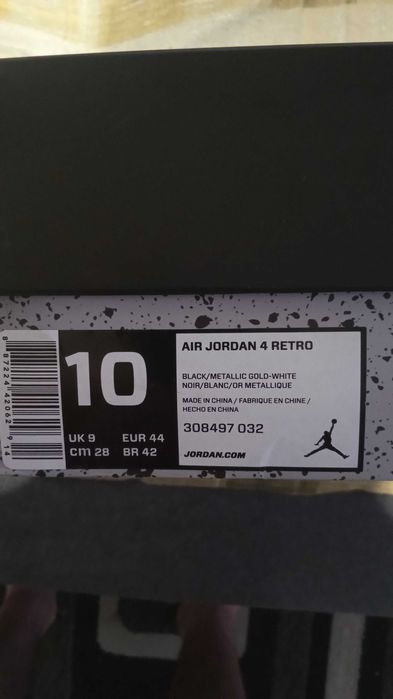 10
UK 9 EUR 44
CM 28 BR 42
AIR JORDAN 4 RETRO
BLACK/METALLIC GOLD-WHITE
NOIR/BLANC/OR METALLIQUE
MADE IN CHINA / FABRIQUE EN CHINE /
HECHO EN CHINA
308497 032
JORDAN.COM